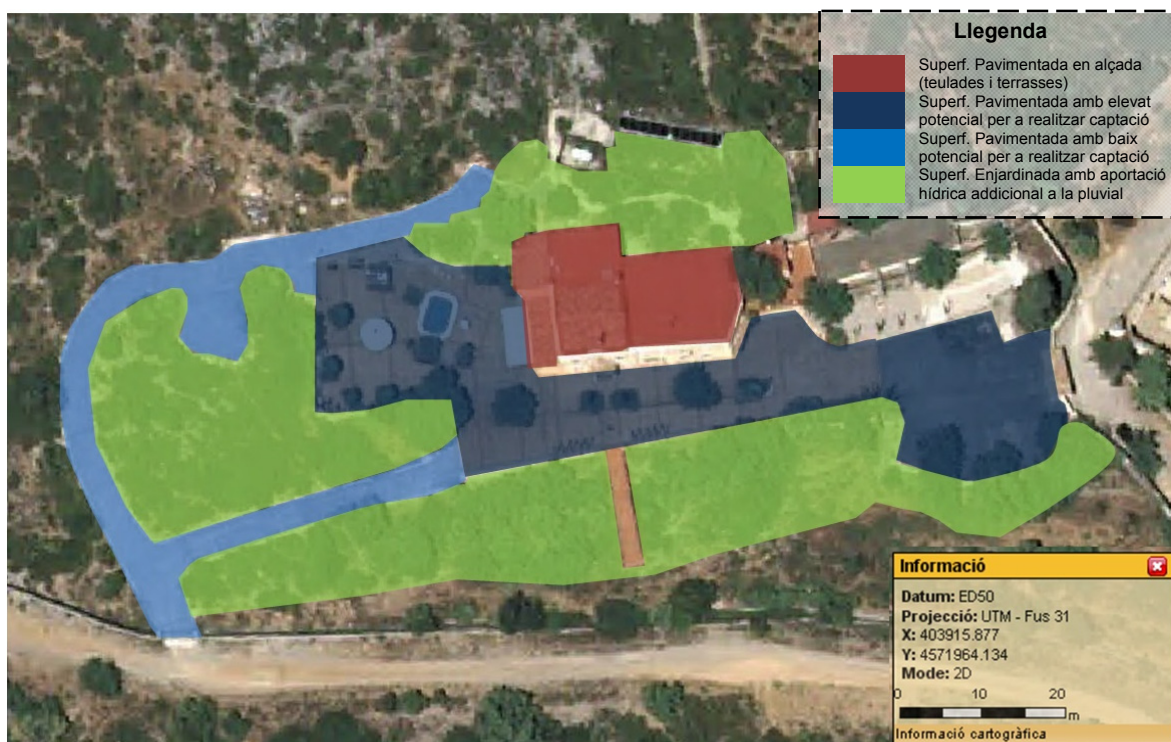 Llegenda
Superf. Pavimentada en alçada
(teulades i terrasses)
Superf. Pavimentada amb elevat
potencial per a realitzar captació
Superf. Pavimentada amb baix
potencial per a realitzar captació
Superf. Enjardinada amb aportació
hídrica addicional a la pluvial
Informació
Datum: ED50
Projecció: UTM - Fus 31
X: 403915.877
Y: 4571964.134
Mode: 2D
0 10 20
m
Informació cartogràfica